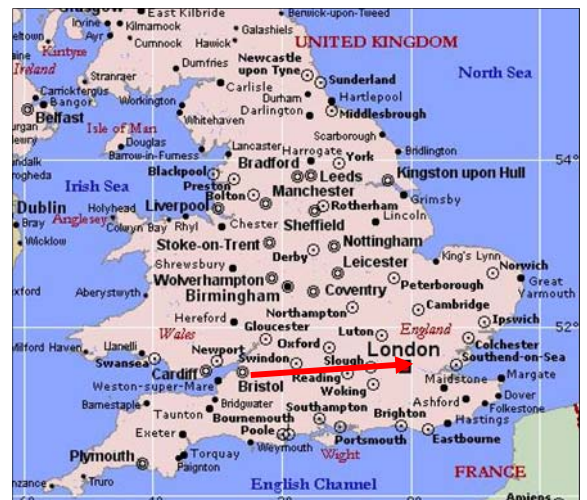 East Kilbride
Berwick-upon-Tweed
Irvine
Kilmarnock
Galashiels
Ayr
Cumnock
Hawick
UNITED KINGDOM
Kintyre
Newcastle
upon Tyne
North Sea
Ireland
Stranraer
Dumfries
Sunderland
Carrickfergus
Carlisle
Bangor
Workington
Durham
Hartlepool
Belfast
Darlington
Middlesbrough
Whitehaven
Isle of Man
Scarborough
Douglas
Lancaster
Harrogate
Bridlington
Barrow-in-Furness
York
54°
Bradford
Blackpool
Leeds
Kingston upon Hull
Preston
Irish Sea
Bolton
Manchester
Grimsby
Dublin
Holyhead
Liverpool
Rotherham
Anglesey
Lincoln
Bray
Colwyn Bay
Rhyl
Chester
Sheffield
Wicklow
Stoke-on-Trent
Nottingham
Derby
King's Lynn
Shrewsbury
Leicester
Norwich
Wolverhampton
Peterborough
Great
Yarmouth
Aberystwyth
Birmingham
Coventry
Cambridge
Northampton
Hereford
Ipswich
52°
Wales
Gloucester
Luton
England
Milford Haven
Llanelli
Oxford
Colchester
Newport
London
Swansea
Swindon
Slough
Southend-on-Sea
Cardiff
Bristol
Reading
Margate
Weston-super-Mare
Woking
Maidstone
Barnstaple
Bridgwater
Southampton
Ashford
Dover
Taunton
Bournemouth
Brighton
Folkestone
Exeter
Poole
Hastings
Weymouth
Portsmouth
Eastbourne
Plymouth
Torquay
Wight
Paignton
FRANCE
Truro
English Channel
Amiens